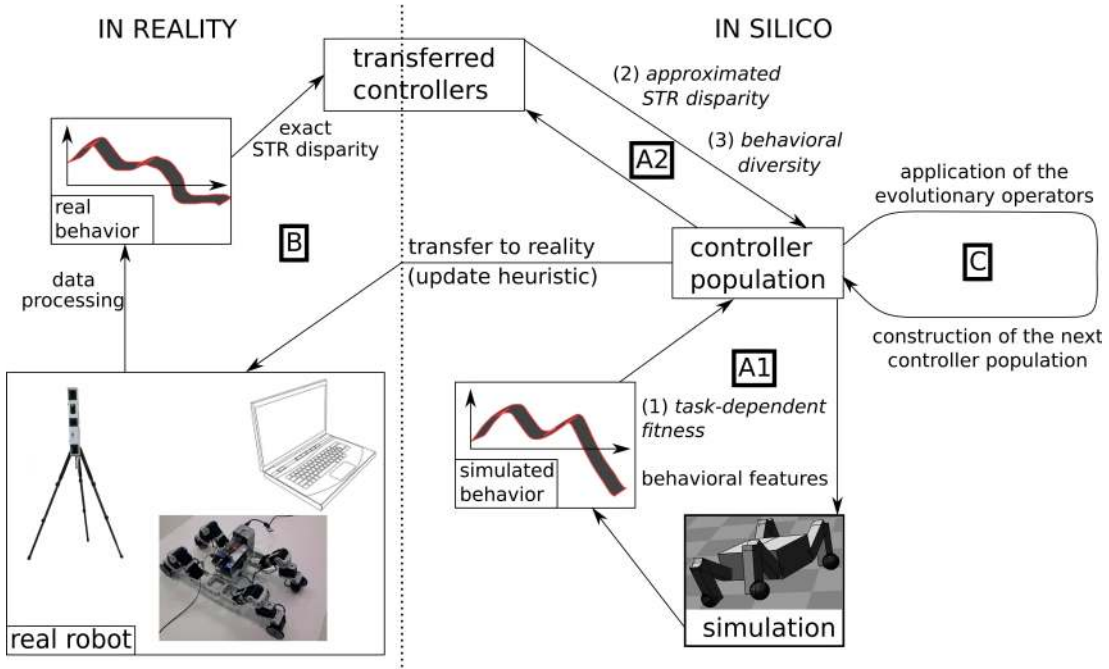 IN REALITY
IN SILICO
transferred
controllers
(2) approximated
STR disparity
exact
STR disparity
(3) behavioral
diversity
A2
application of the
evolutionary operators
real
behavior
B
transfer to reality
(update heuristic)
controller
population
C
data
processing
construction of the next
controller population
A1
(1) task-dependent
fitness
simulated
behavior
behavioral features
real robot
simulation